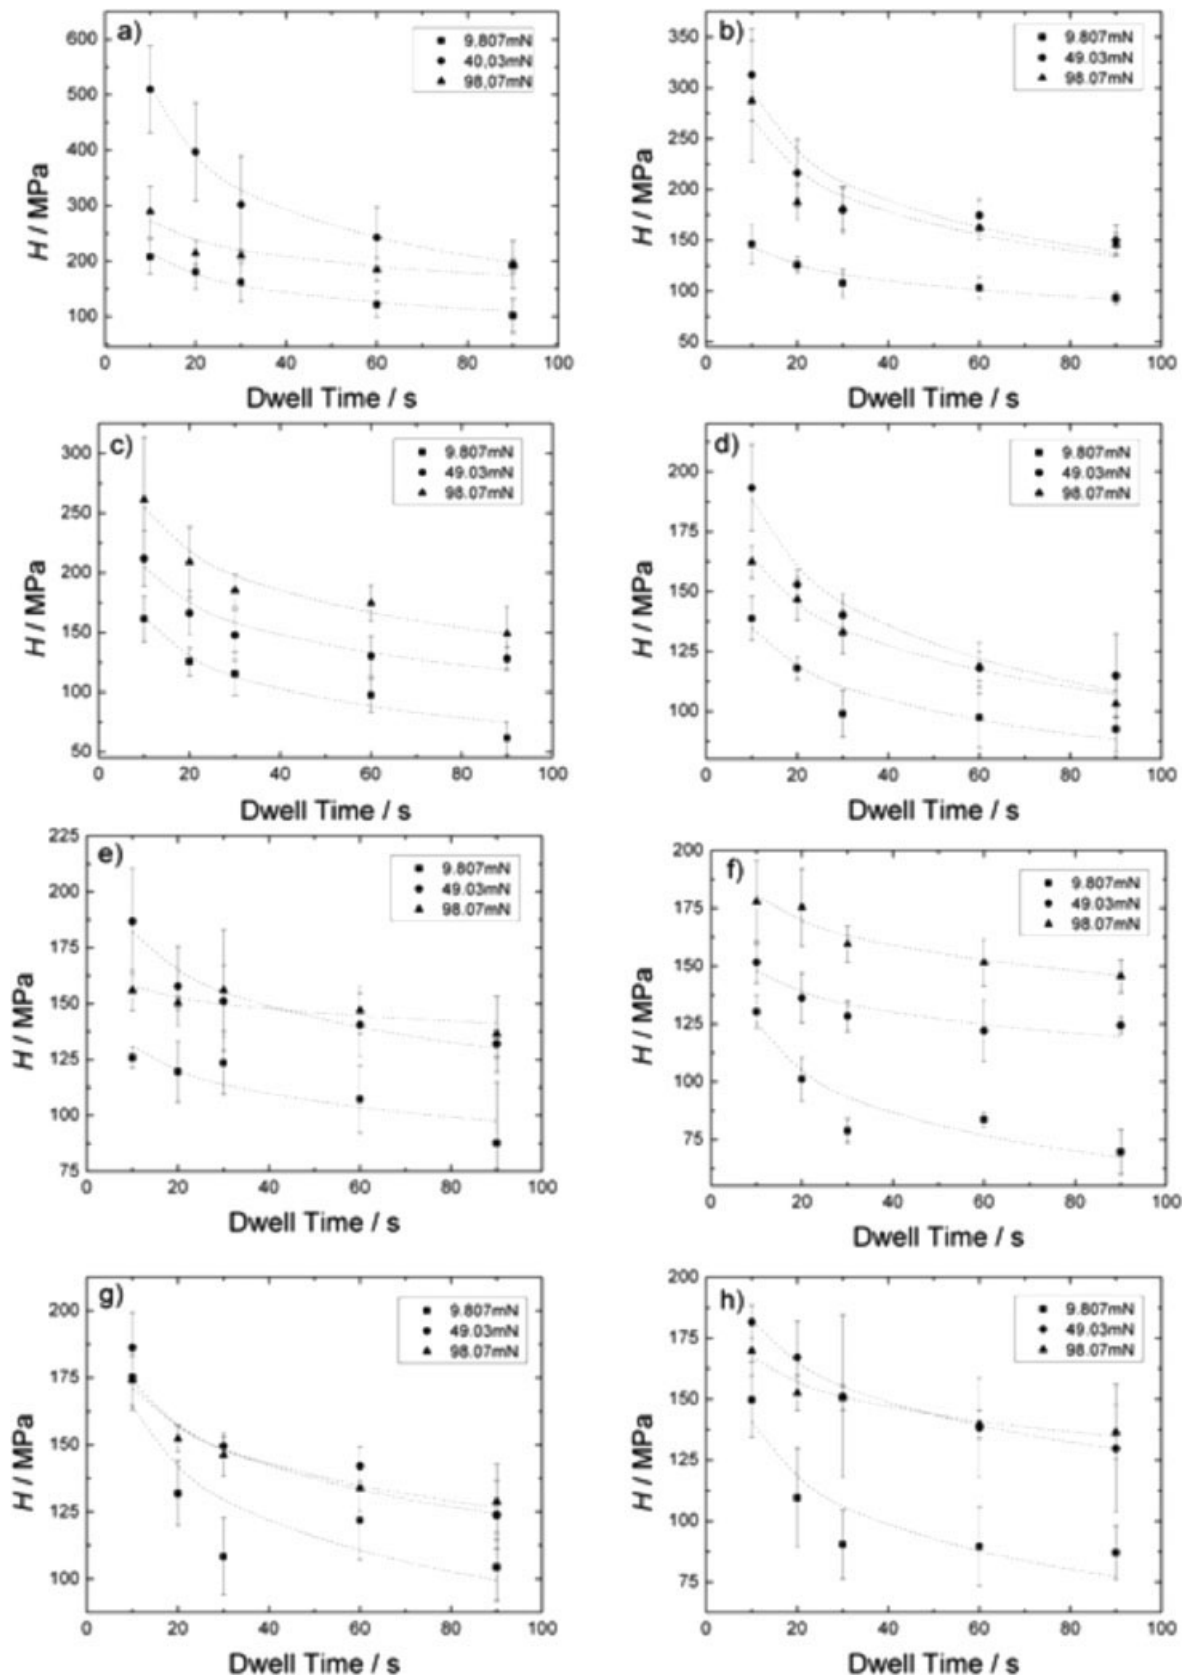 a)
9,807mN
40,03mN
98,07mN
600
500
400
300
200
100
H / MPa
0 20 40 60 80 100
Dwell Time / s
b)
9.807mN
49.03mN
98.07mN
350
300
250
200
150
100
50
H / MPa
0 20 40 60 80 100
Dwell Time / s
c)
9.807mN
49.03mN
98.07mN
300
250
200
150
100
50
H / MPa
0 20 40 60 80 100
Dwell Time / s
d)
9.807mN
49.03mN
98.07mN
200
150
100
H / MPa
0 20 40 60 80 100
Dwell Time / s
e)
9.807mN
49.03mN
98.07mN
225
200
175
150
125
100
75
H / MPa
0 20 40 60 80 100
Dwell Time / s
f)
9.807mN
49.03mN
98.07mN
200
175
150
125
100
75
H / MPa
0 20 40 60 80 100
Dwell Time / s
g)
9.807mN
49.03mN
98.07mN
200
175
150
125
100
H / MPa
0 20 40 60 80 100
Dwell Time / s
h)
9.807mN
49.03mN
98.07mN
200
175
150
125
100
75
H / MPa
0 20 40 60 80 100
Dwell Time / s